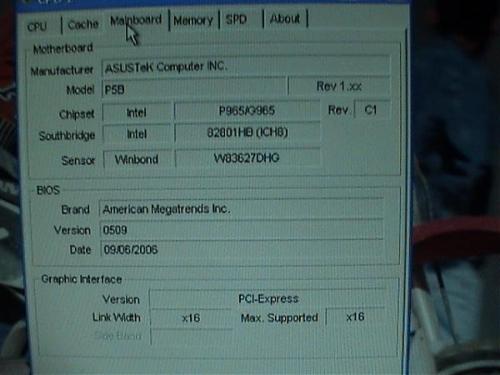 CPU Cache Mainboard Memory SPD About
Motherboard
Manufacturer ASUSTeK Computer INC.
Model P5B Rev 1.xx
Chipset Intel P965/G965 Rev. C1
Southbridge Intel 82801HB (ICH8)
Sensor Winbond W83627DHG
BIOS
Brand American Megatrends Inc.
Version 0509
Date 09/06/2006
Graphic Interface
Version PCI-Express
Link Width x16 Max. Supported x16
Side Band